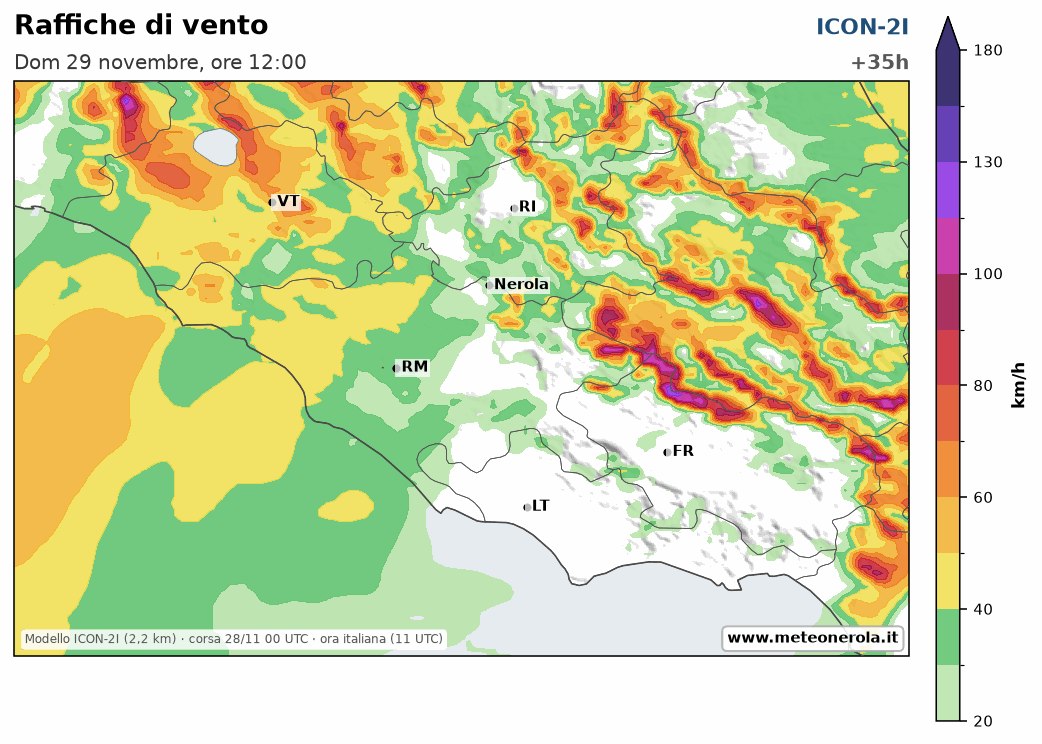 Raffiche di vento
ICON-2I
Dom 29 novembre, ore 12:00
+35h
180
130
100
80
60
40
20
km/h
VT
RI
Nerola
RM
FR
LT
Modello ICON-2I (2,2 km) · corsa 28/11 00 UTC · ora italiana (11 UTC)
www.meteonerola.it